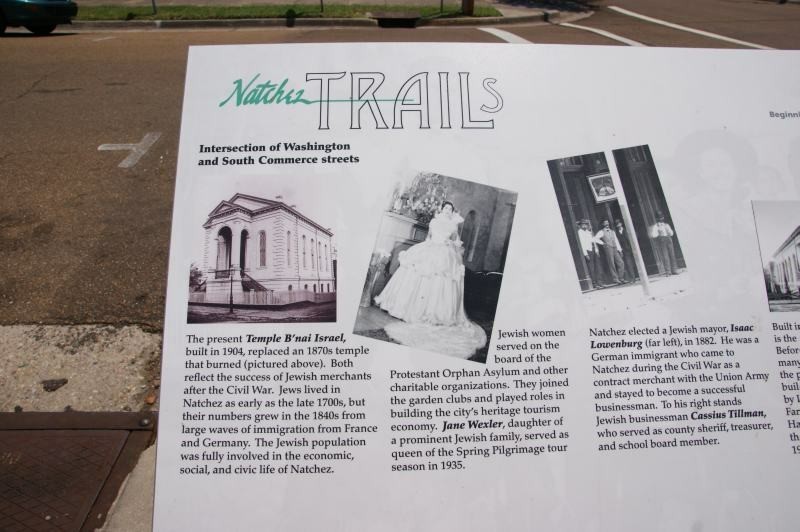 Natchez TRAILS
Intersection of Washington
and South Commerce streets
The present Temple B'nai Israel,
built in 1904, replaced an 1870s temple
that burned (pictured above). Both
reflect the success of Jewish merchants
after the Civil War. Jews lived in
Natchez as early as the late 1700s, but
their numbers grew in the 1840s from
large waves of immigration from France
and Germany. The Jewish population
was fully involved in the economic,
social, and civic life of Natchez.
Jewish women
served on the
board of the
Protestant Orphan Asylum and other
charitable organizations. They joined
the garden clubs and played roles in
building the city's heritage tourism
economy. Jane Wexler, daughter of
a prominent Jewish family, served as
queen of the Spring Pilgrimage tour
season in 1935.
Natchez elected a Jewish mayor, Isaac
Lowenburg (far left), in 1882. He was a
German immigrant who came to
Natchez during the Civil War as a
contract merchant with the Union Army
and stayed to become a successful
businessman. To his right stands
Jewish businessman Cassius Tillman,
who served as county sheriff, treasurer,
and school board member.
Built
is the
Before
many
the
by